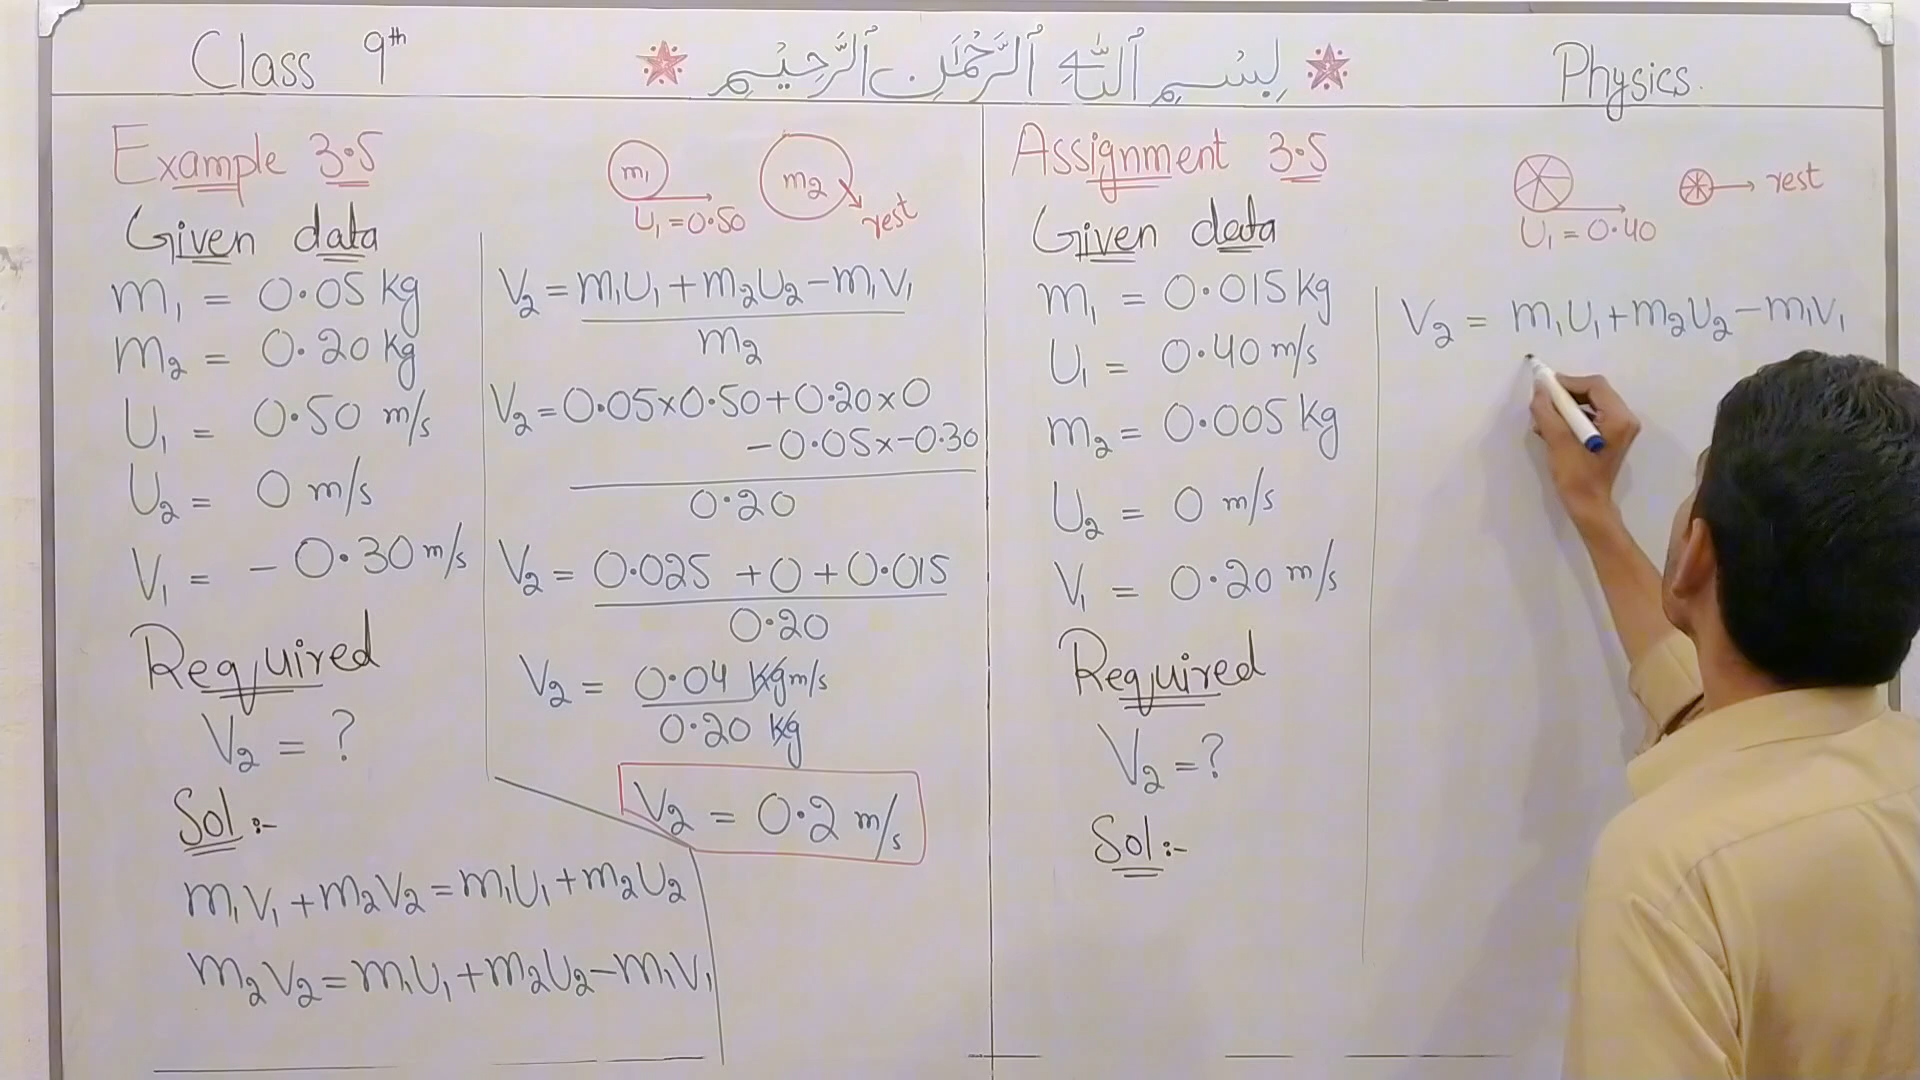 Class 9th
بِسْمِ ٱللَّٰهِ ٱلرَّحْمَٰنِ ٱلرَّحِيْمِ
Physics.
Example 3.5
m₁
U₁ = 0.50
m₂
rest
Given data
m₁ = 0.05 kg
m₂ = 0.20 kg
U₁ = 0.50 m/s
U₂ = 0 m/s
V₁ = - 0.30 m/s
Required
V₂ = ?
Sol :-
m₁V₁ + m₂V₂ = m₁U₁ + m₂U₂
m₂V₂ = m₁U₁ + m₂U₂ - m₁V₁
V₂ = m₁U₁ + m₂U₂ - m₁V₁
m₂
V₂ = 0.05 x 0.50 + 0.20 x 0
- 0.05 x - 0.30
0.20
V₂ = 0.025 + 0 + 0.015
0.20
V₂ = 0.04 kgm/s
0.20 kg
V₂ = 0.2 m/s
Assignment 3.5
U₁ = 0.40
rest
Given data
m₁ = 0.015 kg
U₁ = 0.40 m/s
m₂ = 0.005 kg
U₂ = 0 m/s
V₁ = 0.20 m/s
Required
V₂ = ?
Sol :-
V₂ = m₁U₁ + m₂U₂ - m₁V₁